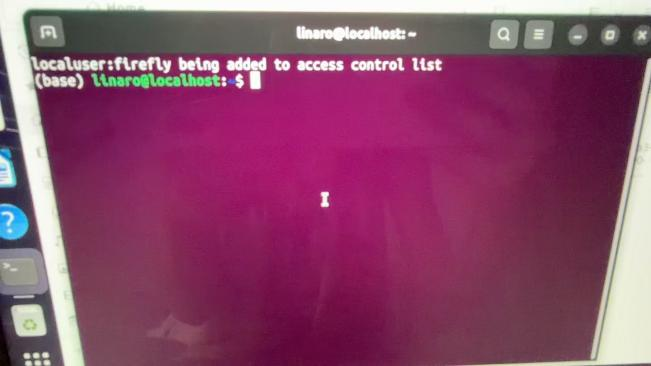 linaro@localhost: ~
localuser:firefly being added to access control list
(base) linaro@localhost:~$